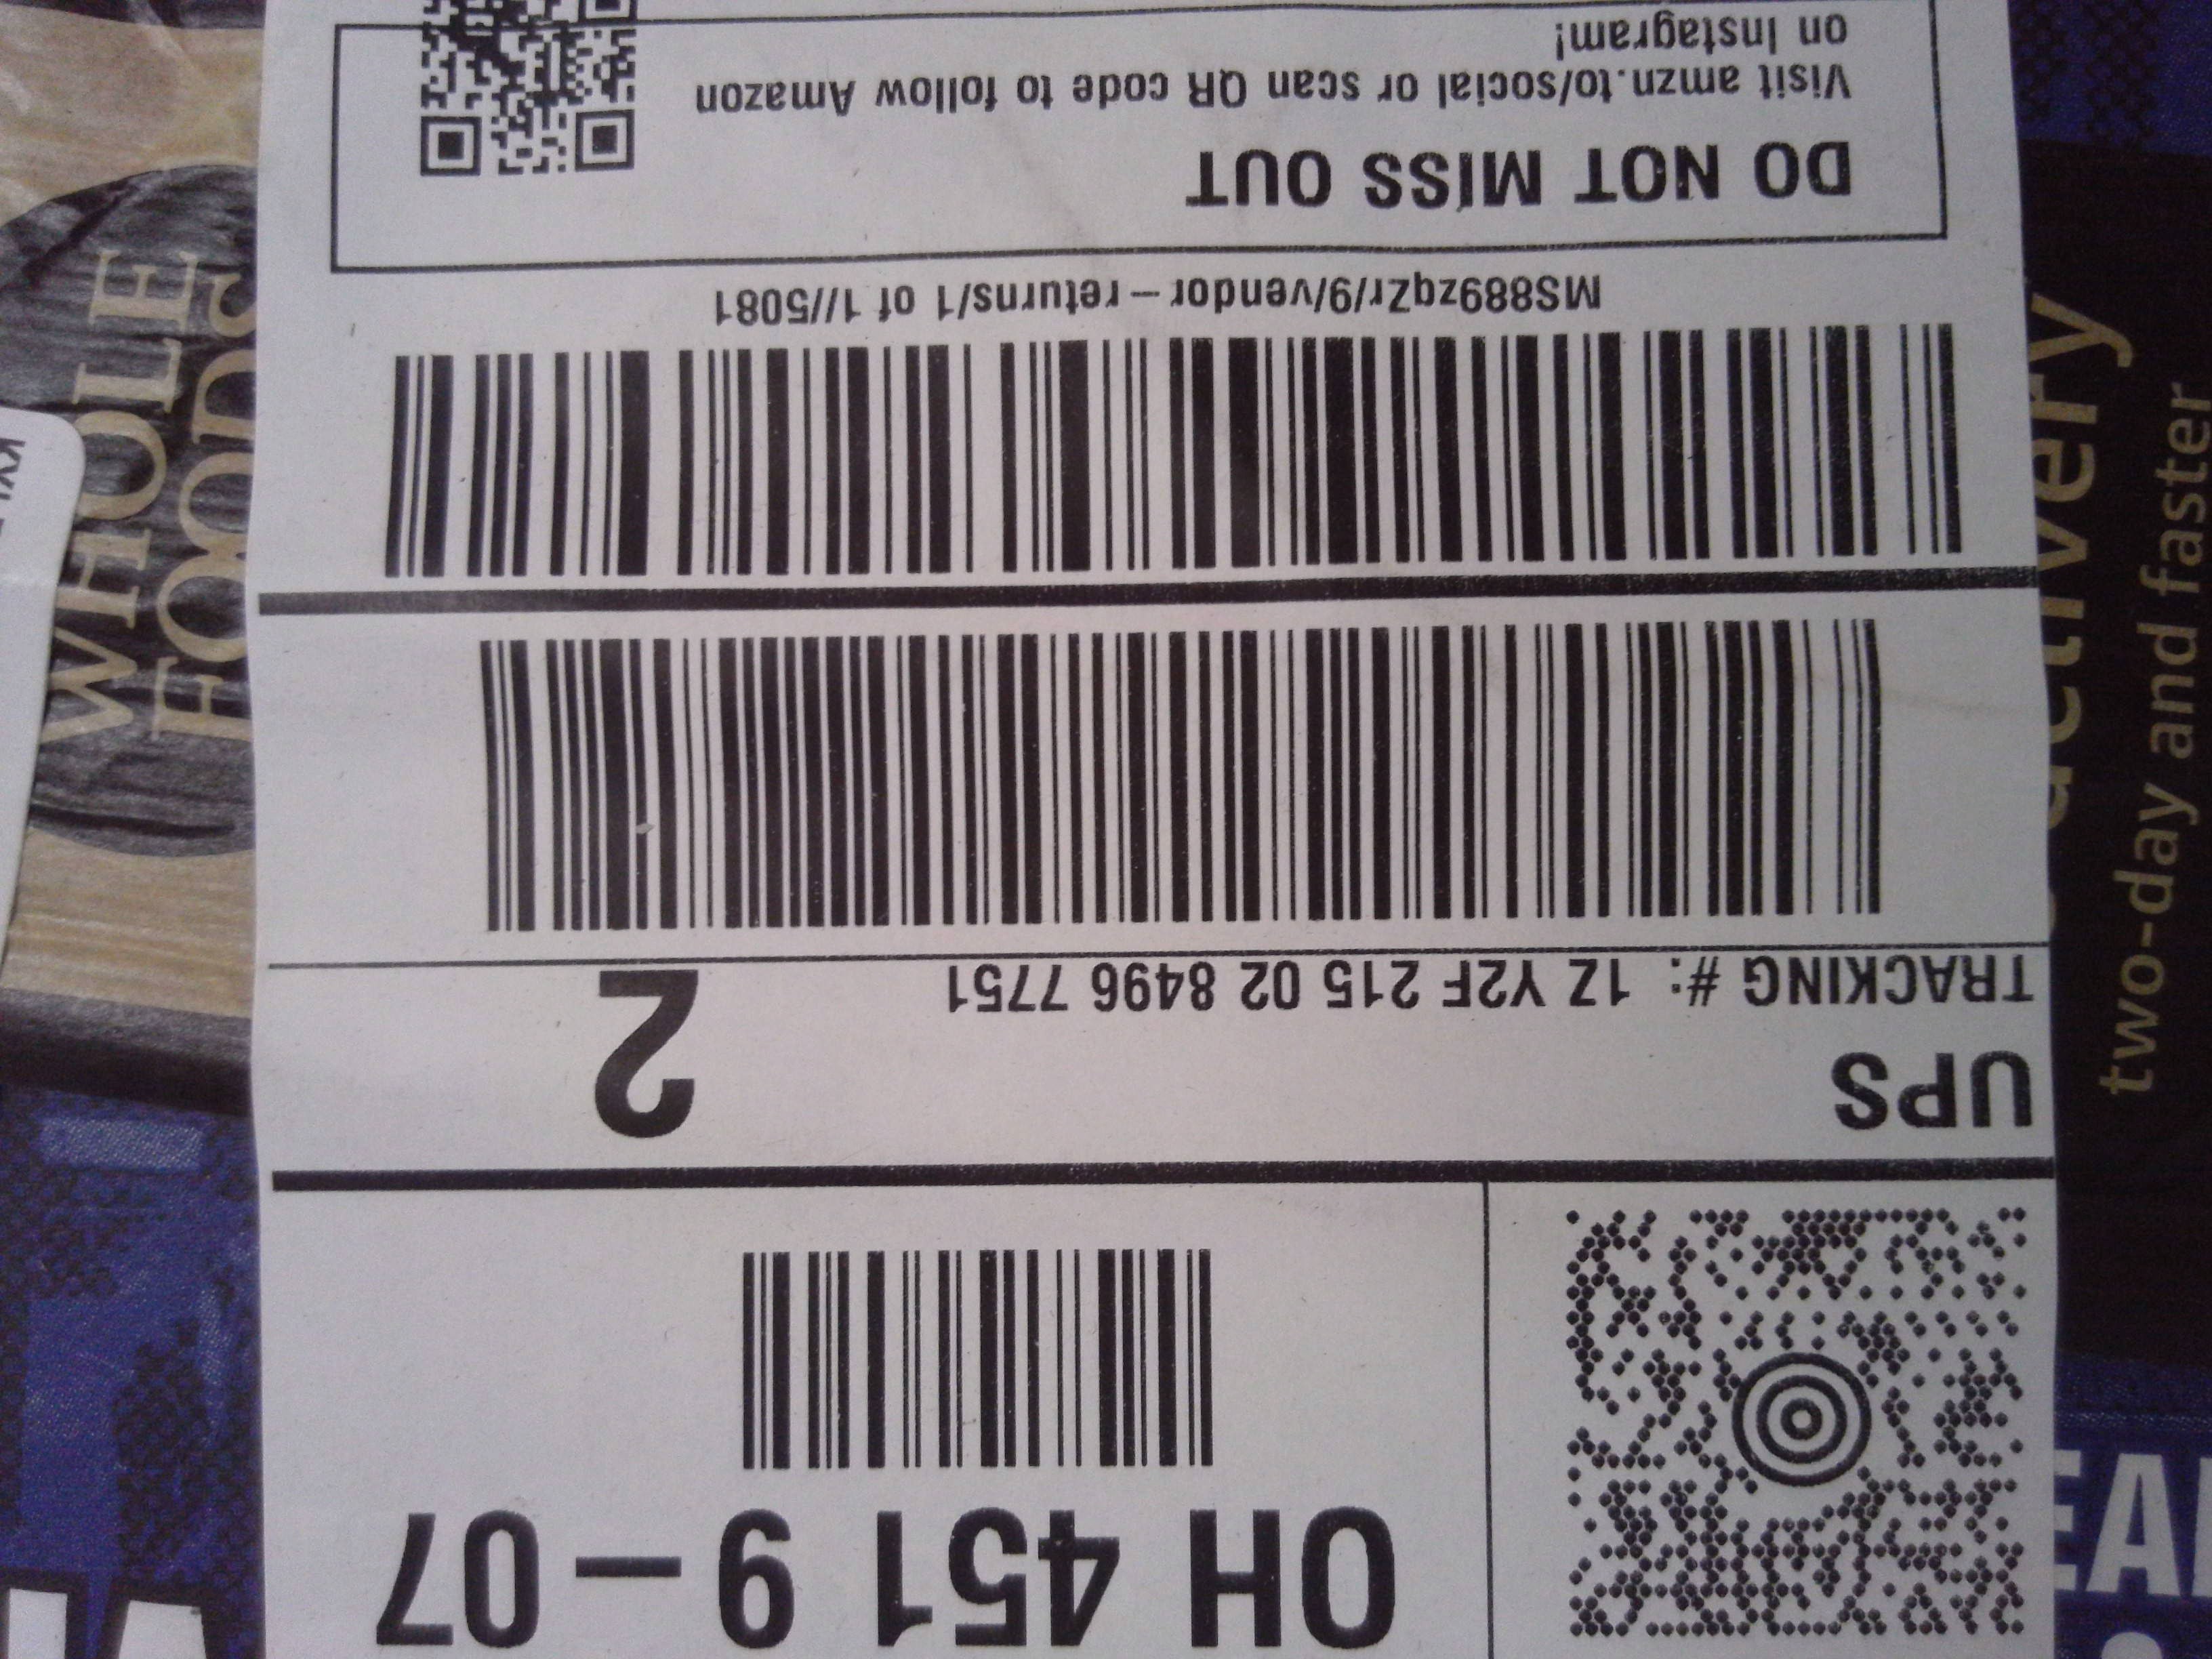 OH 451 9-07
UPS
2
TRACKING #: 1Z Y2F 215 02 8496 7751
MS889zqZr/9/vendor-returns/1 of 1//5081
DO NOT MISS OUT
Visit amzn.to/social or scan QR code to follow Amazon
on Instagram!
WHOLE
FOODS
delivery
two-day and faster